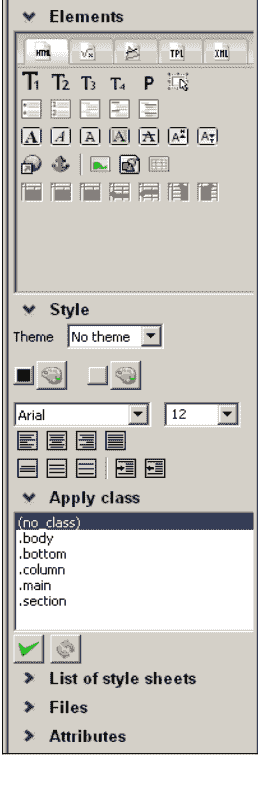 Elements
HTML TPL XML
T1 T2 T3 T4 P
A A A A A A A
Style
Theme No theme
Arial 12
Apply class
(no_class)
.body
.bottom
.column
.main
.section
List of style sheets
Files
Attributes